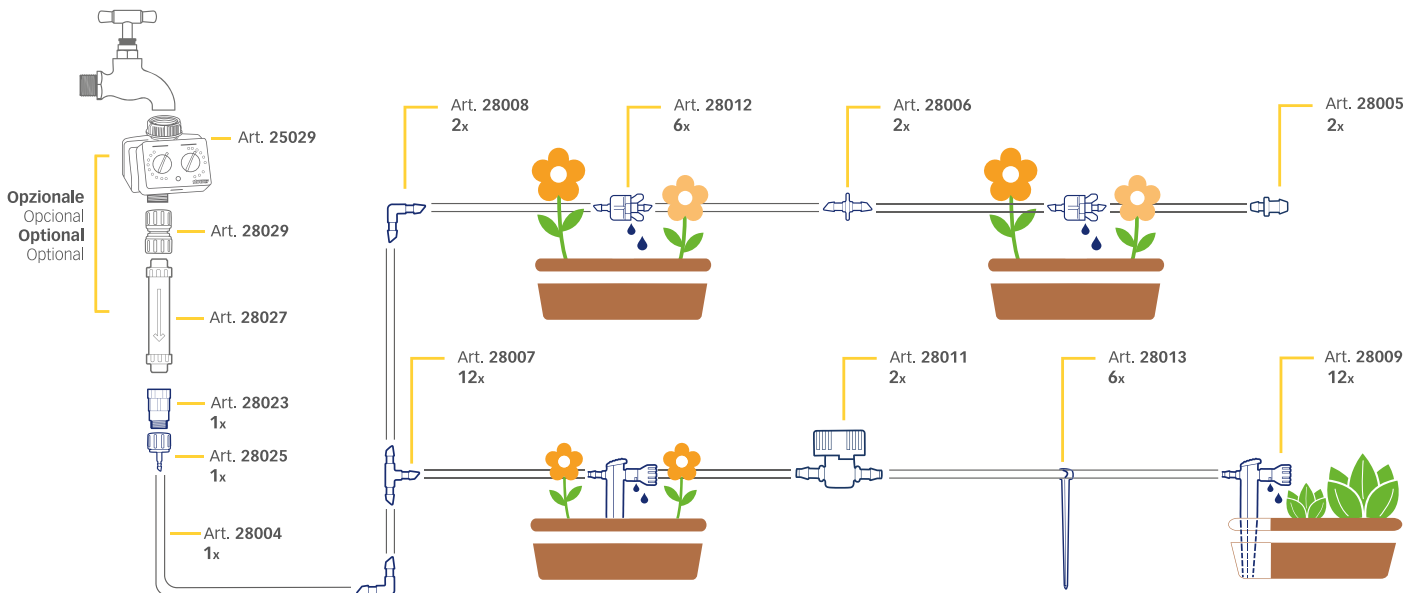 Art. 25029
Opzionale
Opcional
Optional
Optional
Art. 28029
Art. 28027
Art. 28023
1x
Art. 28025
1x
Art. 28004
1x
Art. 28008
2x
Art. 28012
6x
Art. 28006
2x
Art. 28005
2x
Art. 28007
12x
Art. 28011
2x
Art. 28013
6x
Art. 28009
12x